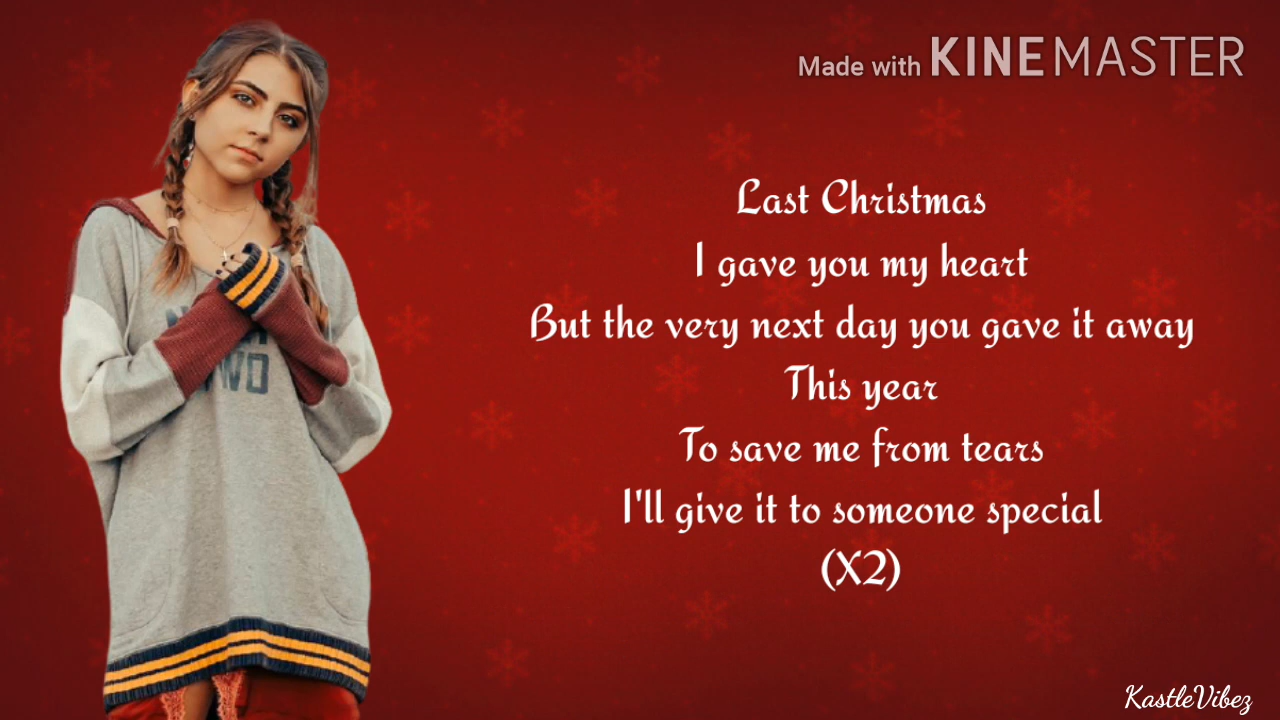 Made with KINEMASTER
Last Christmas
I gave you my heart
But the very next day you gave it away
This year
To save me from tears
I'll give it to someone special
(X2)
KastleVibez